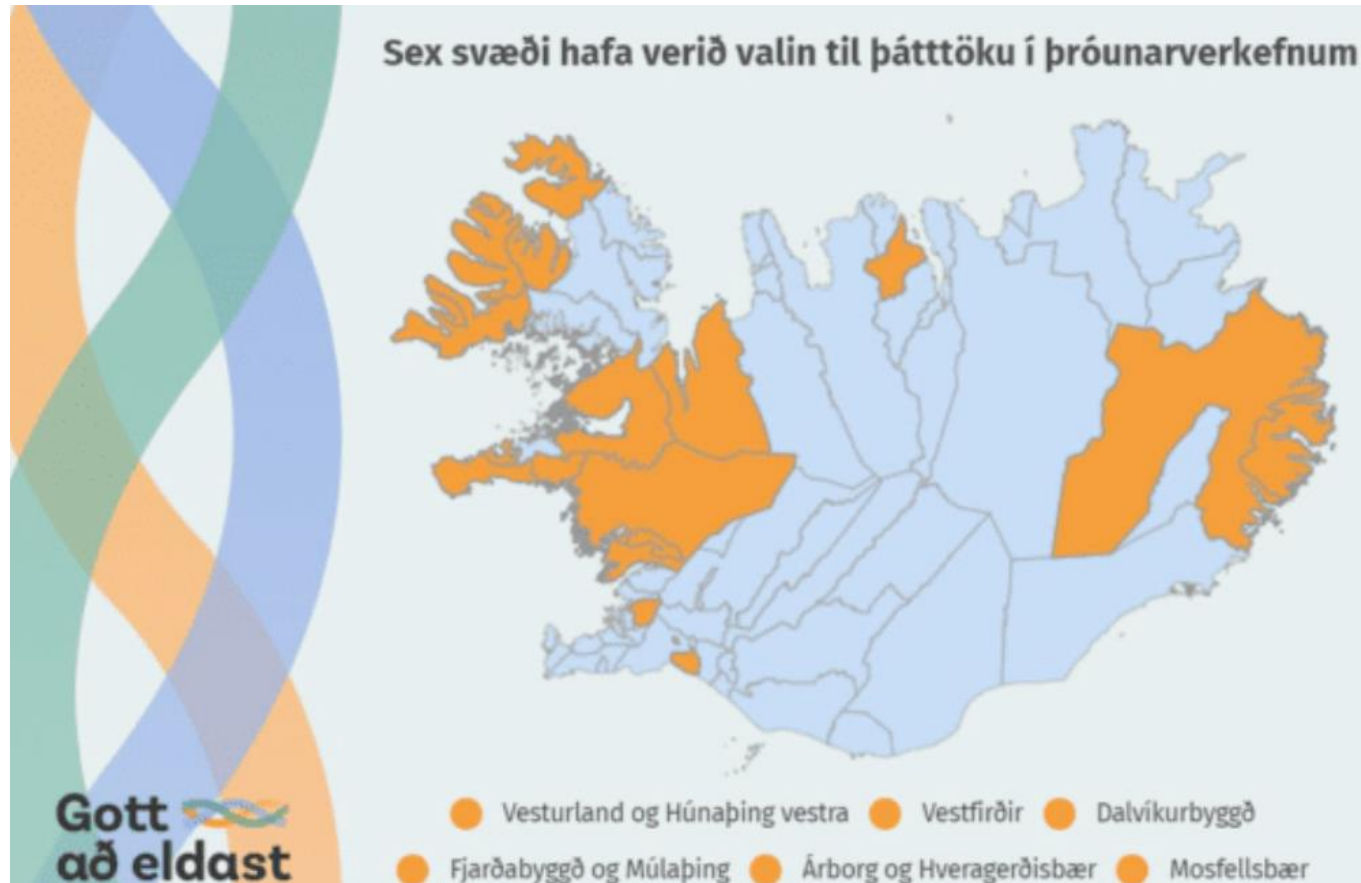 Sex svæði hafa verið valin til þátttöku í þróunarverkefnum
Vesturland og Húnaþing vestra Vestfirðir Dalvíkurbyggð
Fjarðabyggð og Múlaþing Árborg og Hveragerðisbær Mosfellsbær
Gott
að eldast